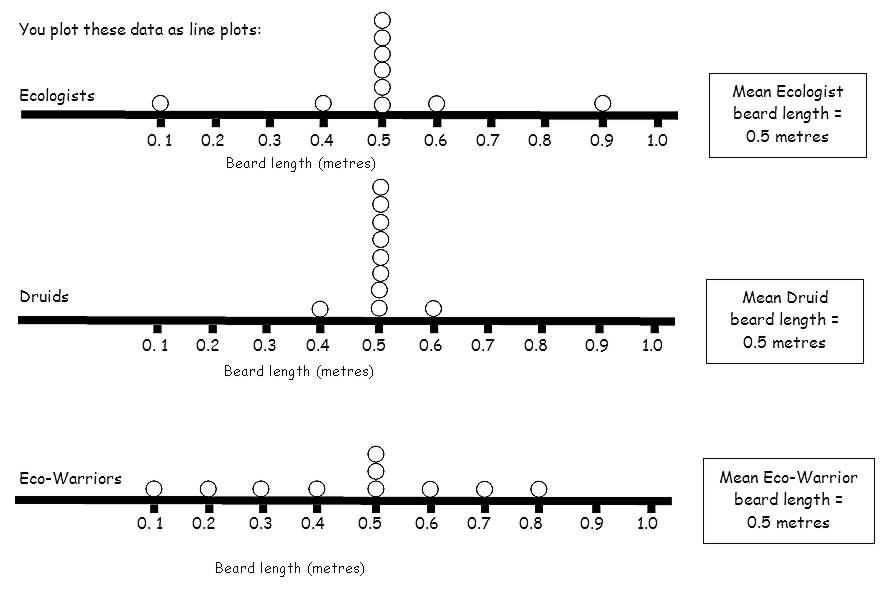 You plot these data as line plots:
Ecologists
0.1 0.2 0.3 0.4 0.5 0.6 0.7 0.8 0.9 1.0
Beard length (metres)
Mean Ecologist
beard length =
0.5 metres
Druids
0.1 0.2 0.3 0.4 0.5 0.6 0.7 0.8 0.9 1.0
Beard length (metres)
Mean Druid
beard length =
0.5 metres
Eco-Warriors
0.1 0.2 0.3 0.4 0.5 0.6 0.7 0.8 0.9 1.0
Beard length (metres)
Mean Eco-Warrior
beard length =
0.5 metres